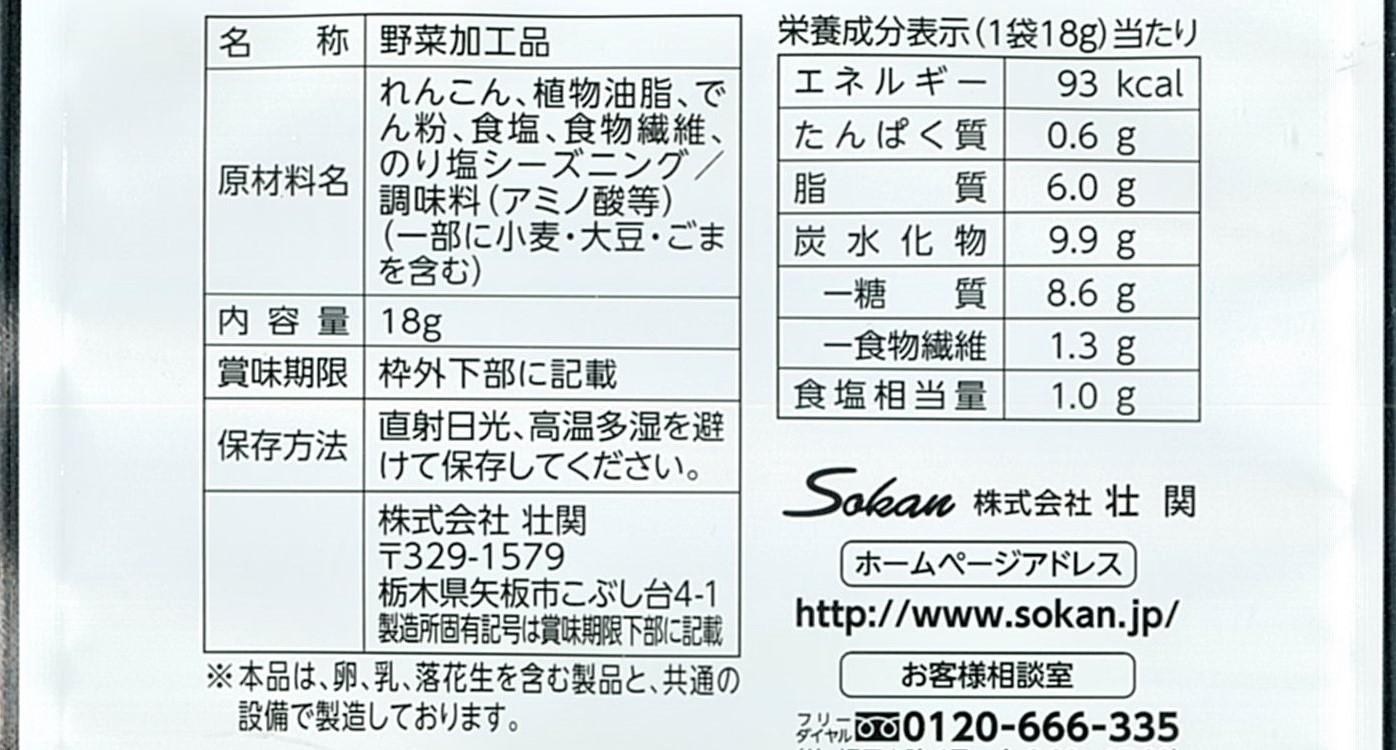 名称 野菜加工品
原材料名 れんこん、植物油脂、で
ん粉、食塩、食物繊維、
のり塩シーズニング／
調味料(アミノ酸等)
(一部に小麦・大豆・ごま
を含む)
内容量 18g
賞味期限 枠外下部に記載
保存方法 直射日光、高温多湿を避
けて保存してください。
株式会社 壮関
〒329-1579
栃木県矢板市こぶし台4-1
製造所固有記号は賞味期限下部に記載
※本品は、卵、乳、落花生を含む製品と、共通の
設備で製造しております。
栄養成分表示(1袋18g)当たり
エネルギー 93 kcal
たんぱく質 0.6 g
脂質 6.0 g
炭水化物 9.9 g
ー糖質 8.6 g
ー食物繊維 1.3 g
食塩相当量 1.0 g
Sokan 株式会社 壮関
ホームページアドレス
http://www.sokan.jp/
お客様相談室
フリーダイヤル 0120-666-335